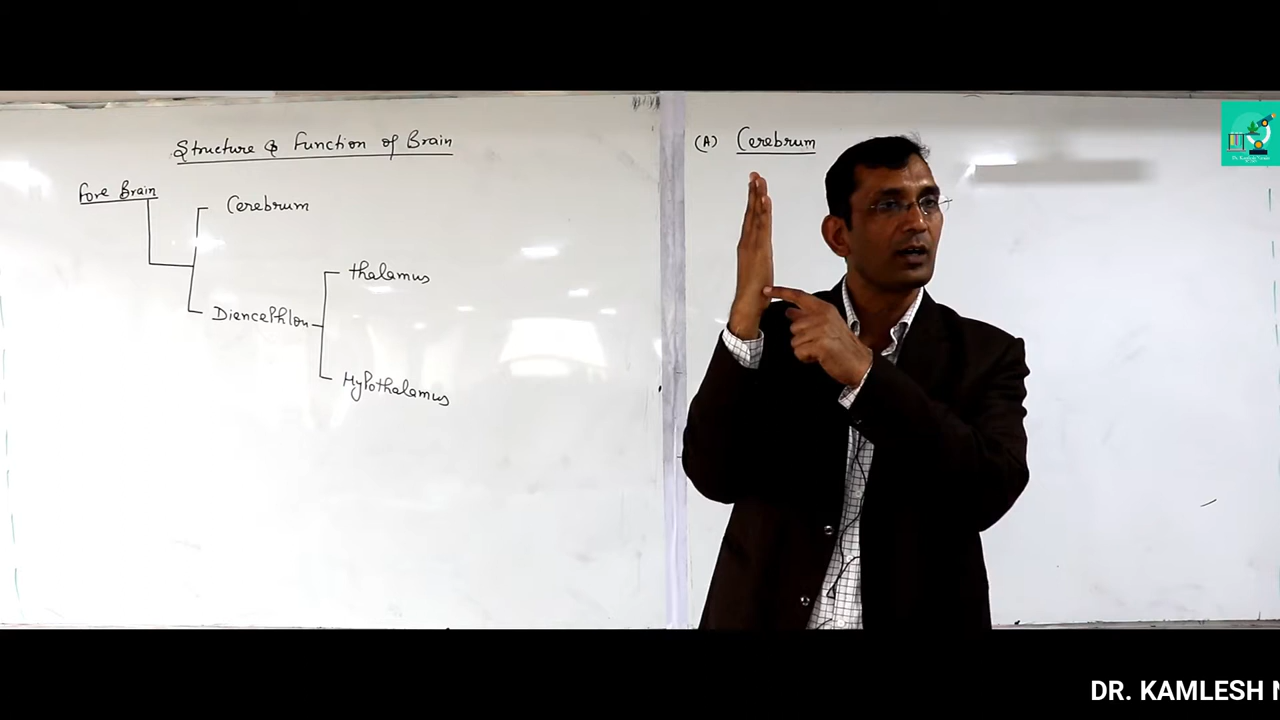 Structure & Function of Brain
Fore Brain
Cerebrum
Diencephlon
thalamus
Hypothalamus
(A) Cerebrum
DR. KAMLESH